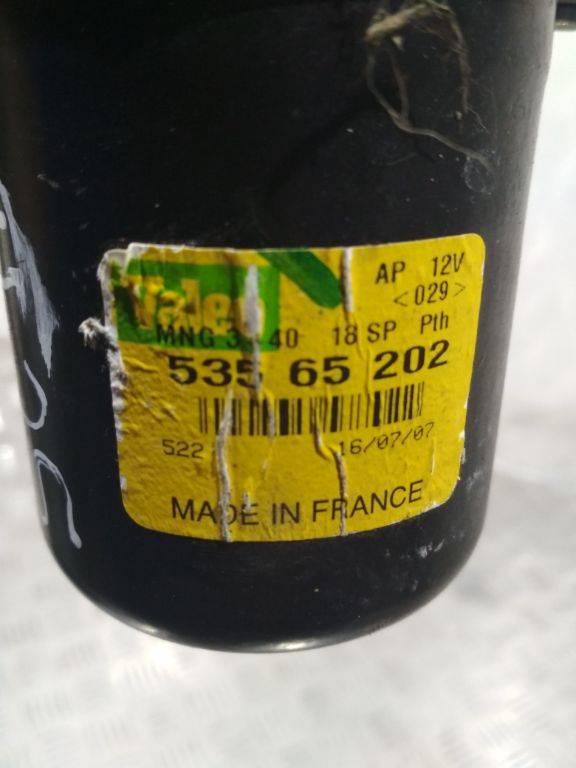 Valeo
AP 12V
<029>
MNG 3 40 18 SP Pth
535 65 202
522 16/07/07
MADE IN FRANCE